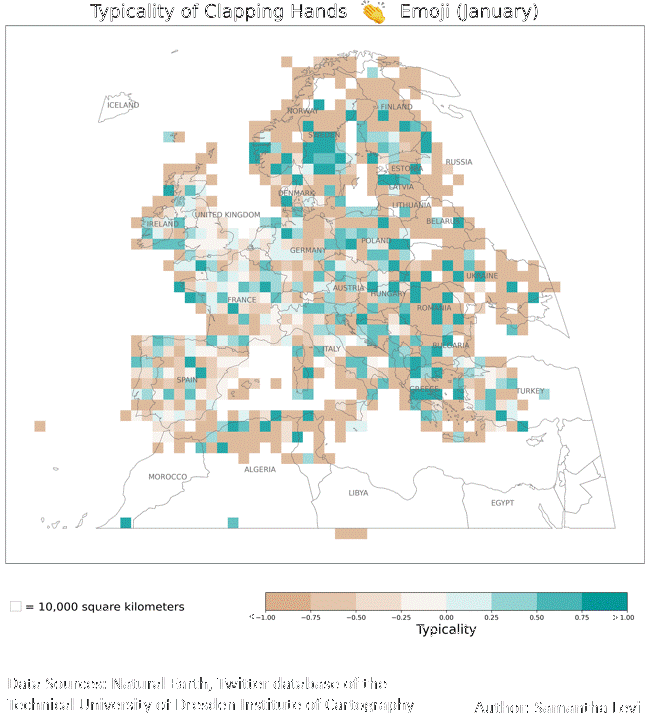 Typicality of Clapping Hands 👏 Emoji (January)
ICELAND
NORWAY
FINLAND
SWEDEN
RUSSIA
ESTONIA
LATVIA
DENMARK
LITHUANIA
UNITED KINGDOM
IRELAND
BELARUS
GERMANY
POLAND
UKRAINE
AUSTRIA
HUNGARY
FRANCE
ROMANIA
ITALY
BULGARIA
SPAIN
GREECE
TURKEY
MOROCCO
ALGERIA
LIBYA
EGYPT
= 10,000 square kilometers
<−1.00 −0.75 −0.50 −0.25 0.00 0.25 0.50 0.75 > 1.00
Typicality
Data Sources: Natural Earth, Twitter database of the
Technical University of Dresden Institute of Cartography
Author: Samantha Levi